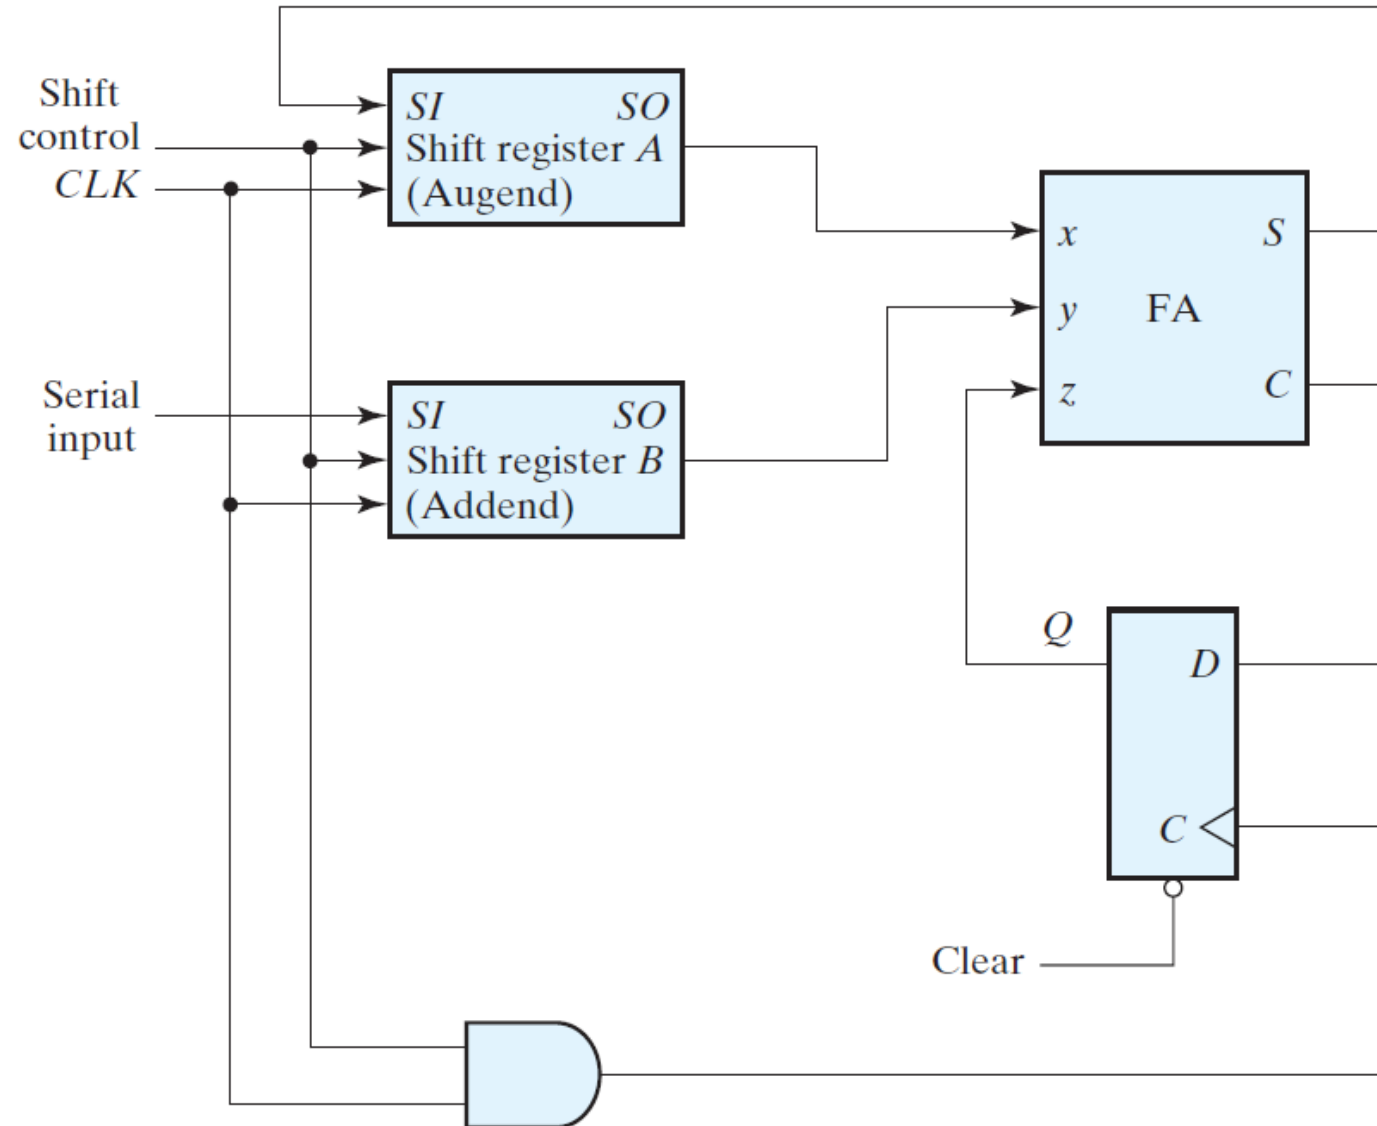 Shift
control
CLK
SI SO
Shift register A
(Augend)
x S
y FA
z C
Serial
input
SI SO
Shift register B
(Addend)
Q
D
C
Clear